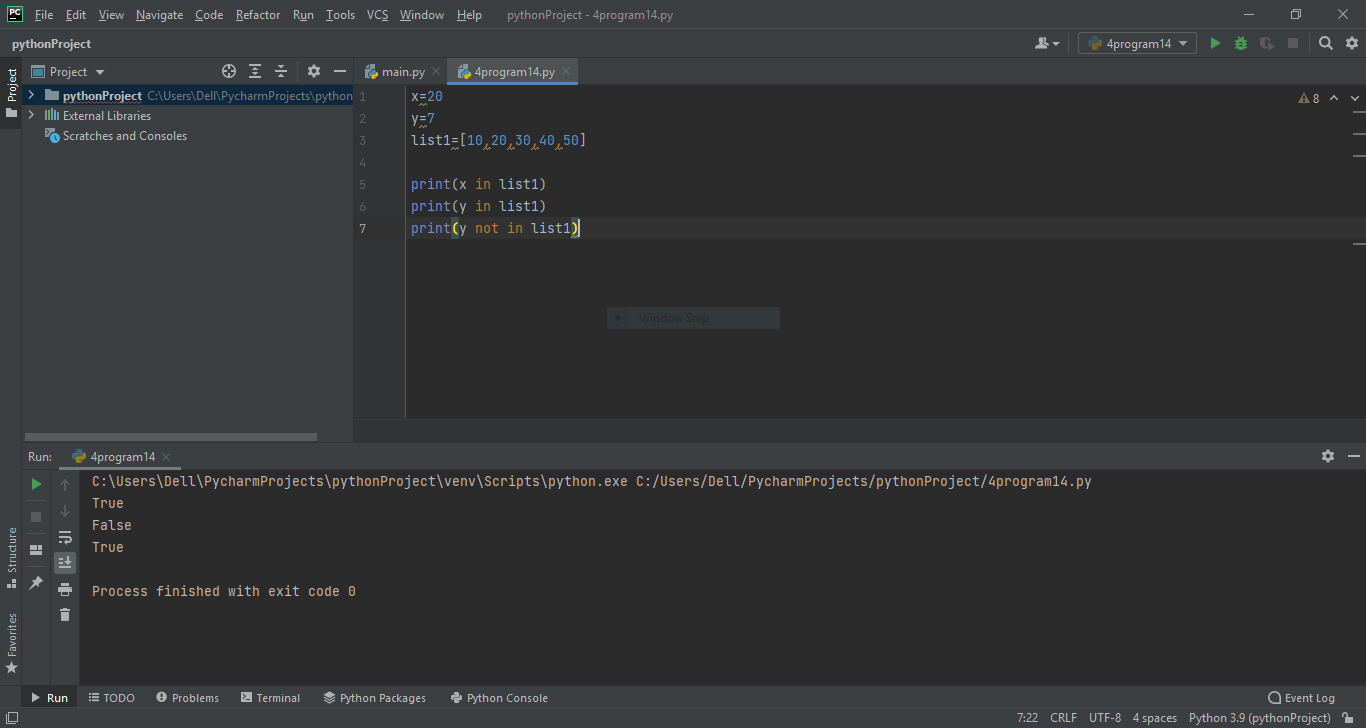 PC File Edit View Navigate Code Refactor Run Tools VCS Window Help pythonProject - 4program14.py
pythonProject 4program14
Project
Project main.py 4program14.py
pythonProject C:\Users\Dell\PycharmProjects\python
External Libraries
Scratches and Consoles
1 x=20
8
2 y=7
3 list1=[10,20,30,40,50]
4
5 print(x in list1)
6 print(y in list1)
7 print(y not in list1)
Window Snip
Run: 4program14
C:\Users\Dell\PycharmProjects\pythonProject\venv\Scripts\python.exe C:/Users/Dell/PycharmProjects/pythonProject/4program14.py
True
False
True
Process finished with exit code 0
Structure
Favorites
Run TODO Problems Terminal Python Packages Python Console Event Log
7:22 CRLF UTF-8 4 spaces Python 3.9 (pythonProject)